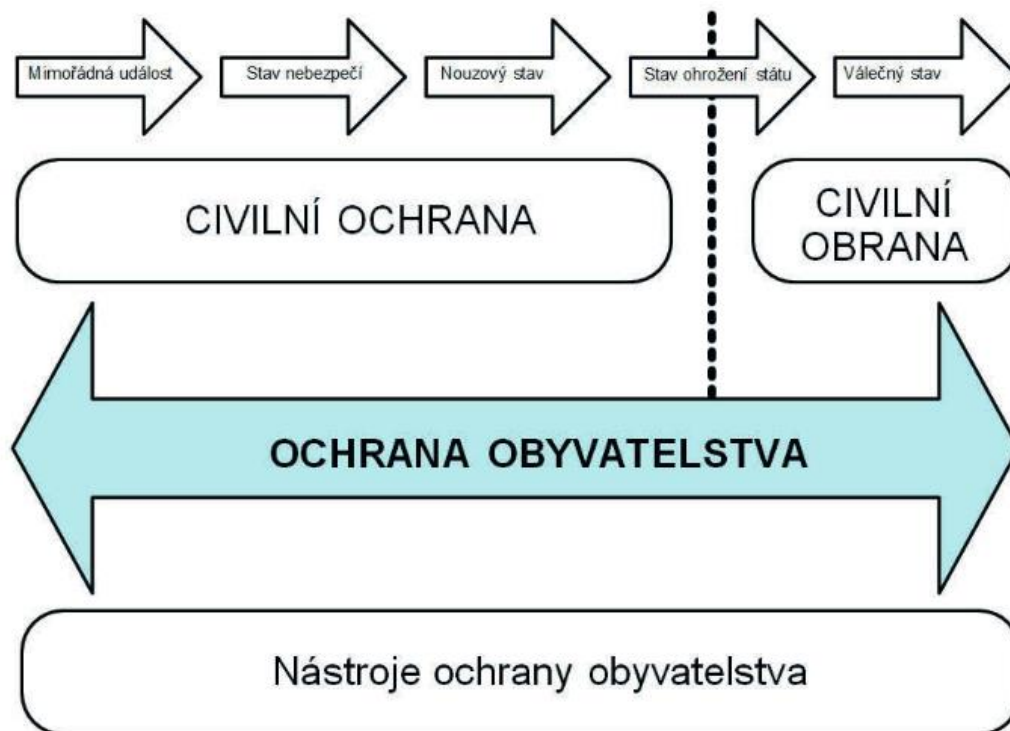 Mimořádná událost
Stav nebezpečí
Nouzový stav
Stav ohrožení státu
Válečný stav
CIVILNÍ OCHRANA
CIVILNÍ
OBRANA
OCHRANA OBYVATELSTVA
Nástroje ochrany obyvatelstva